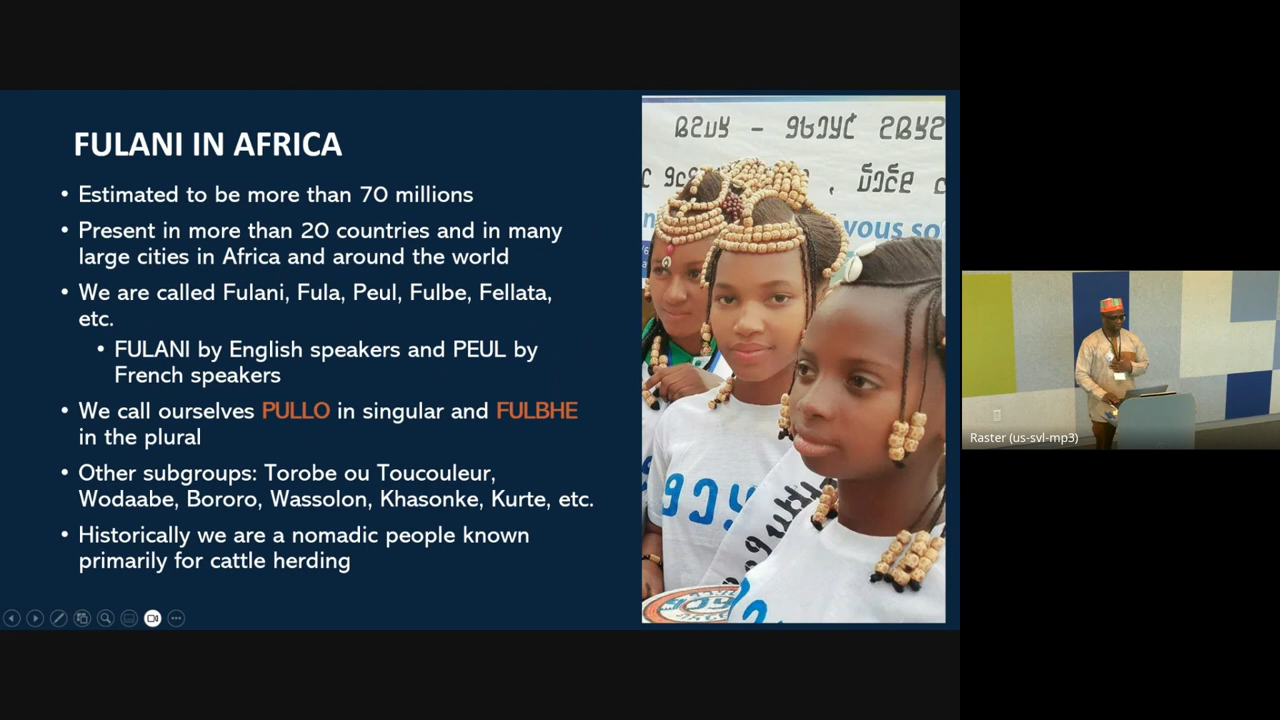 FULANI IN AFRICA
• Estimated to be more than 70 millions
• Present in more than 20 countries and in many
large cities in Africa and around the world
• We are called Fulani, Fula, Peul, Fulbe, Fellata,
etc.
• FULANI by English speakers and PEUL by
French speakers
• We call ourselves PULLO in singular and FULBHE
in the plural
• Other subgroups: Torobe ou Toucouleur,
Wodaabe, Bororo, Wassolon, Khasonke, Kurte, etc.
• Historically we are a nomadic people known
primarily for cattle herding
vous so
Raster (us-svl-mp3)